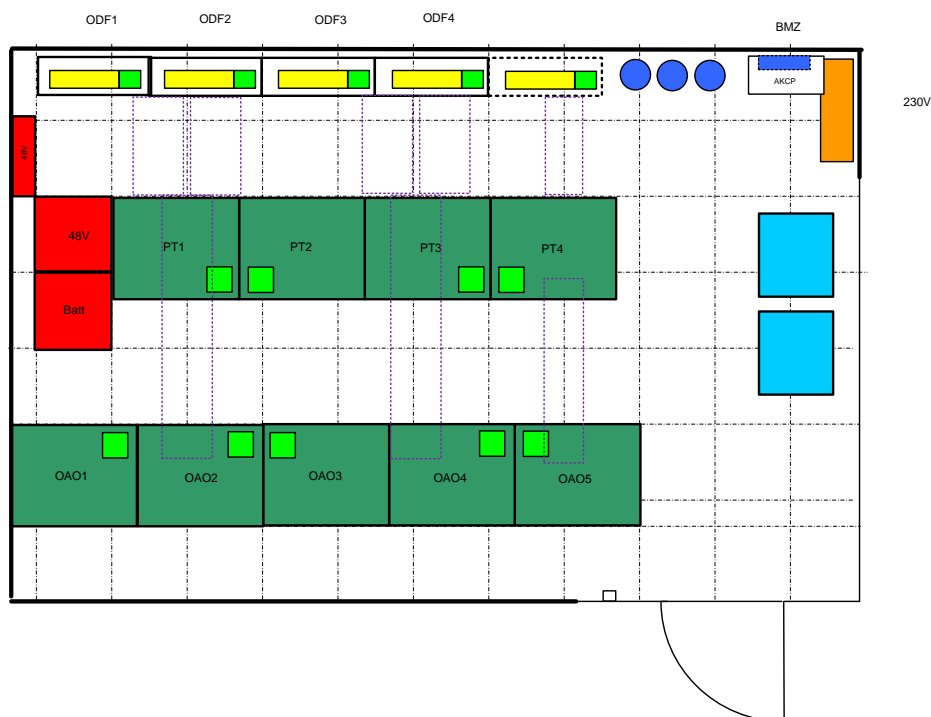 ODF1
ODF2
ODF3
ODF4
BMZ
AKCP
230V
48V
48V
PT1
PT2
PT3
PT4
Batt
OAO1
OAO2
OAO3
OAO4
OAO5